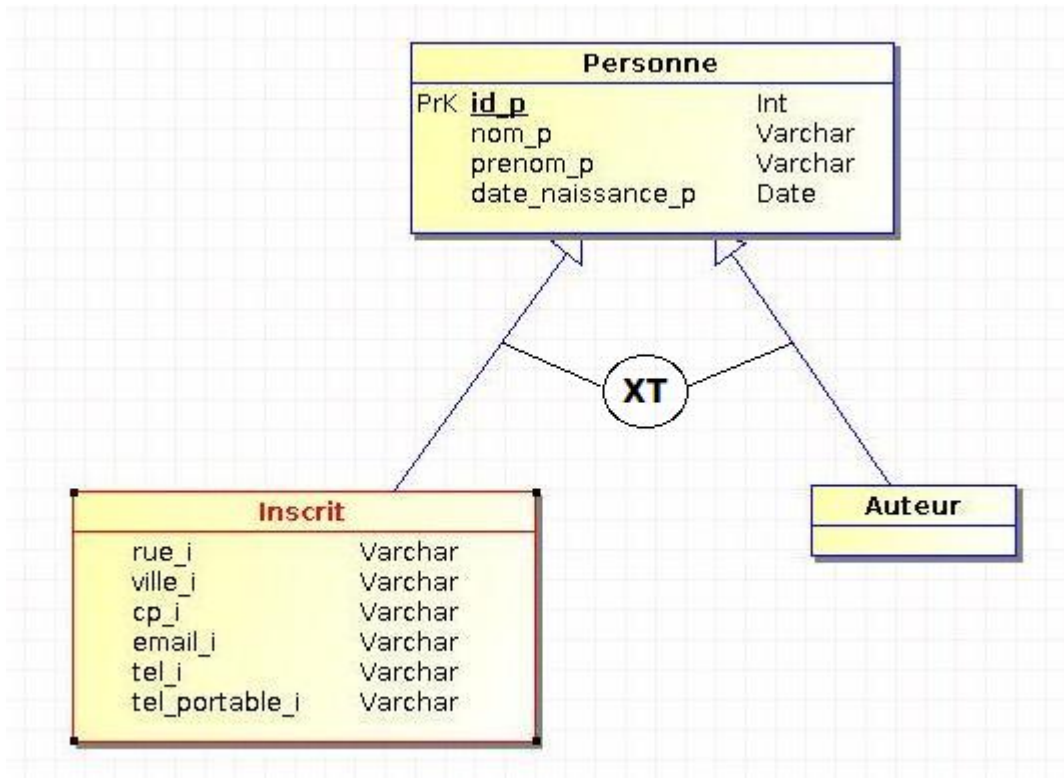 Personne
PrK id_p Int
nom_p Varchar
prenom_p Varchar
date_naissance_p Date
XT
Inscrit
rue_i Varchar
ville_i Varchar
cp_i Varchar
email_i Varchar
tel_i Varchar
tel_portable_i Varchar
Auteur